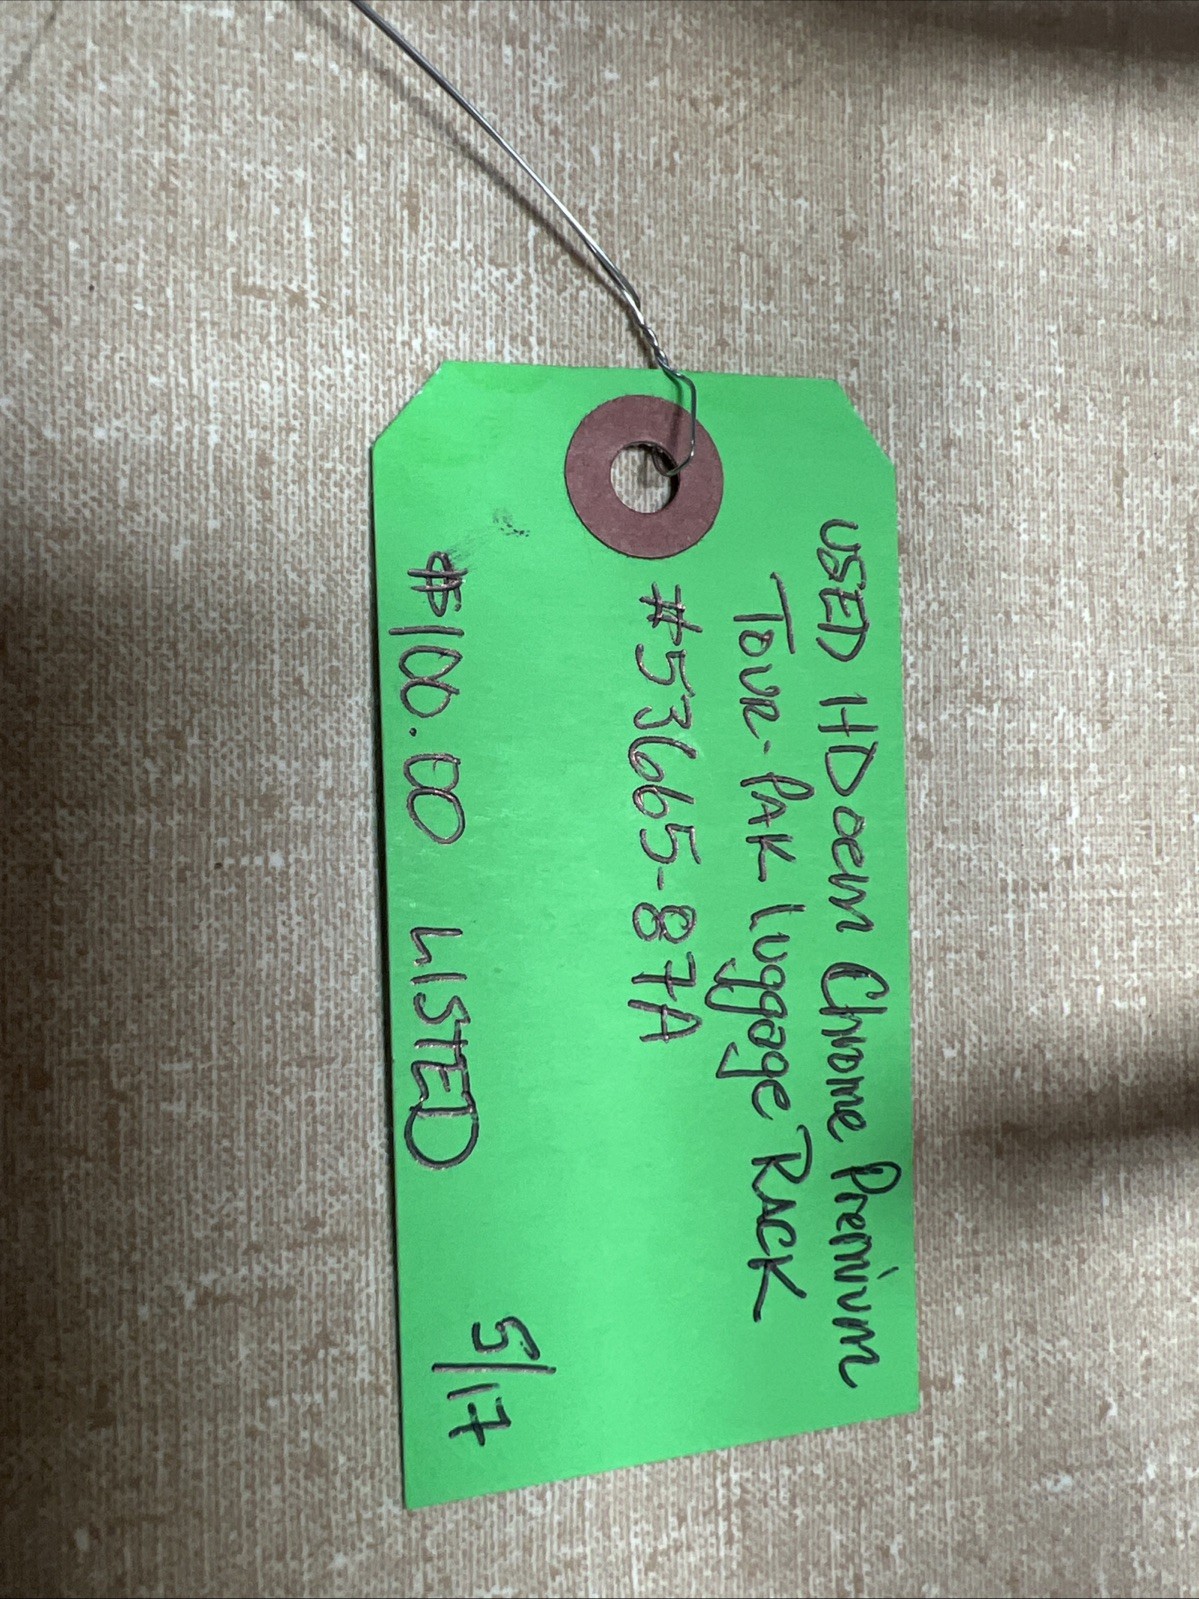 USED HD oem Chrome Premium
TOUR-PAK luggage RACK
#53665-87A
$100.00 LISTED 5/17